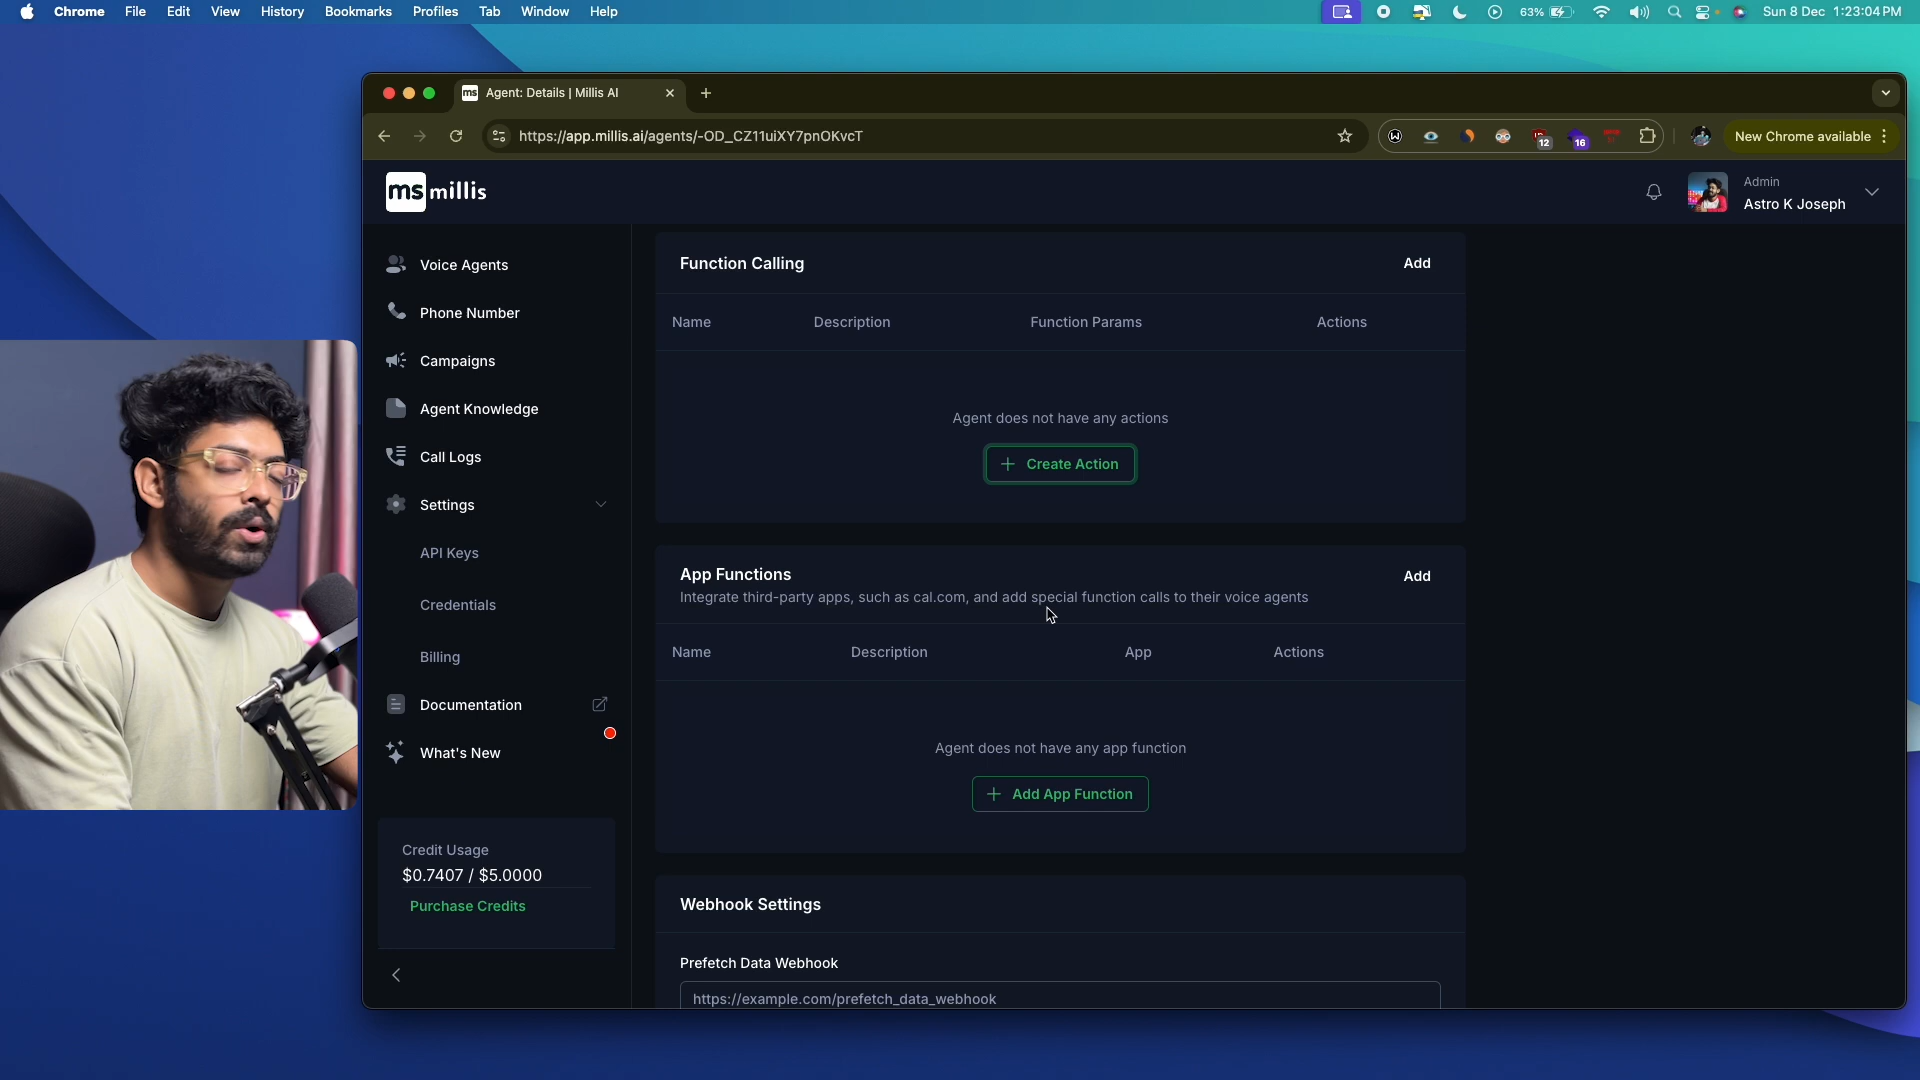 Chrome File Edit View History Bookmarks Profiles Tab Window Help
63% Sun 8 Dec 1:23:04 PM
ms Agent: Details | Millis AI
https://app.millis.ai/agents/-OD_CZ11uiXY7pnOKvcT
12 16 New Chrome available
ms millis
Admin
Astro K Joseph
Voice Agents
Phone Number
Campaigns
Agent Knowledge
Call Logs
Settings
API Keys
Credentials
Billing
Documentation
What's New
Credit Usage
$0.7407 / $5.0000
Purchase Credits
Function Calling Add
Name Description Function Params Actions
Agent does not have any actions
Create Action
App Functions Add
Integrate third-party apps, such as cal.com, and add special function calls to their voice agents
Name Description App Actions
Agent does not have any app function
Add App Function
Webhook Settings
Prefetch Data Webhook
https://example.com/prefetch_data_webhook